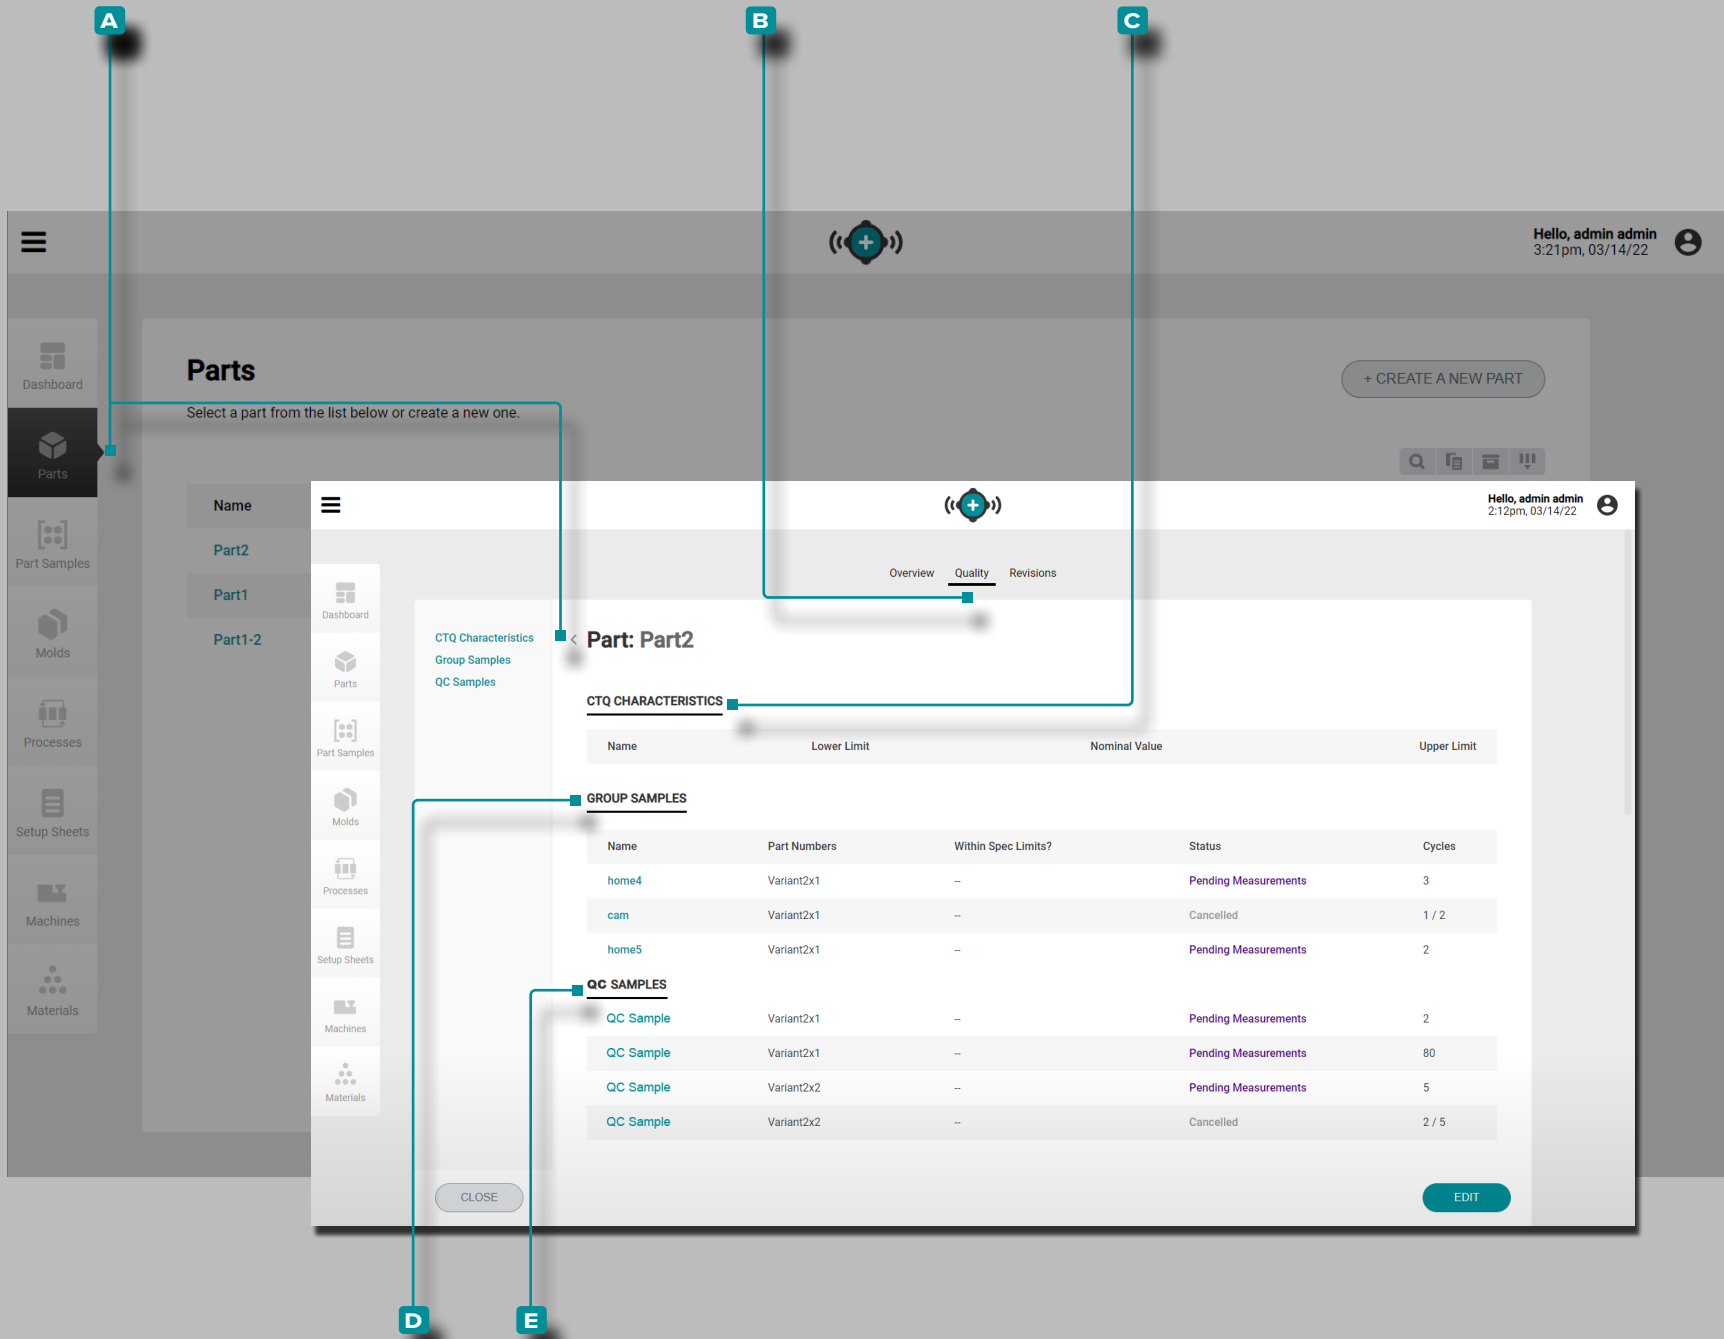 A
B
C
Hello, admin admin
3:21pm, 03/14/22
Dashboard
Parts
Part Samples
Molds
Processes
Setup Sheets
Machines
Materials
Parts
+ CREATE A NEW PART
Select a part from the list below or create a new one.
Name
Part2
Part1
Part1-2
Hello, admin admin
2:12pm, 03/14/22
Overview Quality Revisions
Dashboard
Parts
Part Samples
Molds
Processes
Setup Sheets
Machines
Materials
CTQ Characteristics
Group Samples
QC Samples
< Part: Part2
CTQ CHARACTERISTICS
Name Lower Limit Nominal Value Upper Limit
GROUP SAMPLES
Name Part Numbers Within Spec Limits? Status Cycles
home4 Variant2x1 -- Pending Measurements 3
cam Variant2x1 -- Cancelled 1 / 2
home5 Variant2x1 -- Pending Measurements 2
QC SAMPLES
QC Sample Variant2x1 -- Pending Measurements 2
QC Sample Variant2x1 -- Pending Measurements 80
QC Sample Variant2x2 -- Pending Measurements 5
QC Sample Variant2x2 -- Cancelled 2 / 5
CLOSE EDIT
D
E